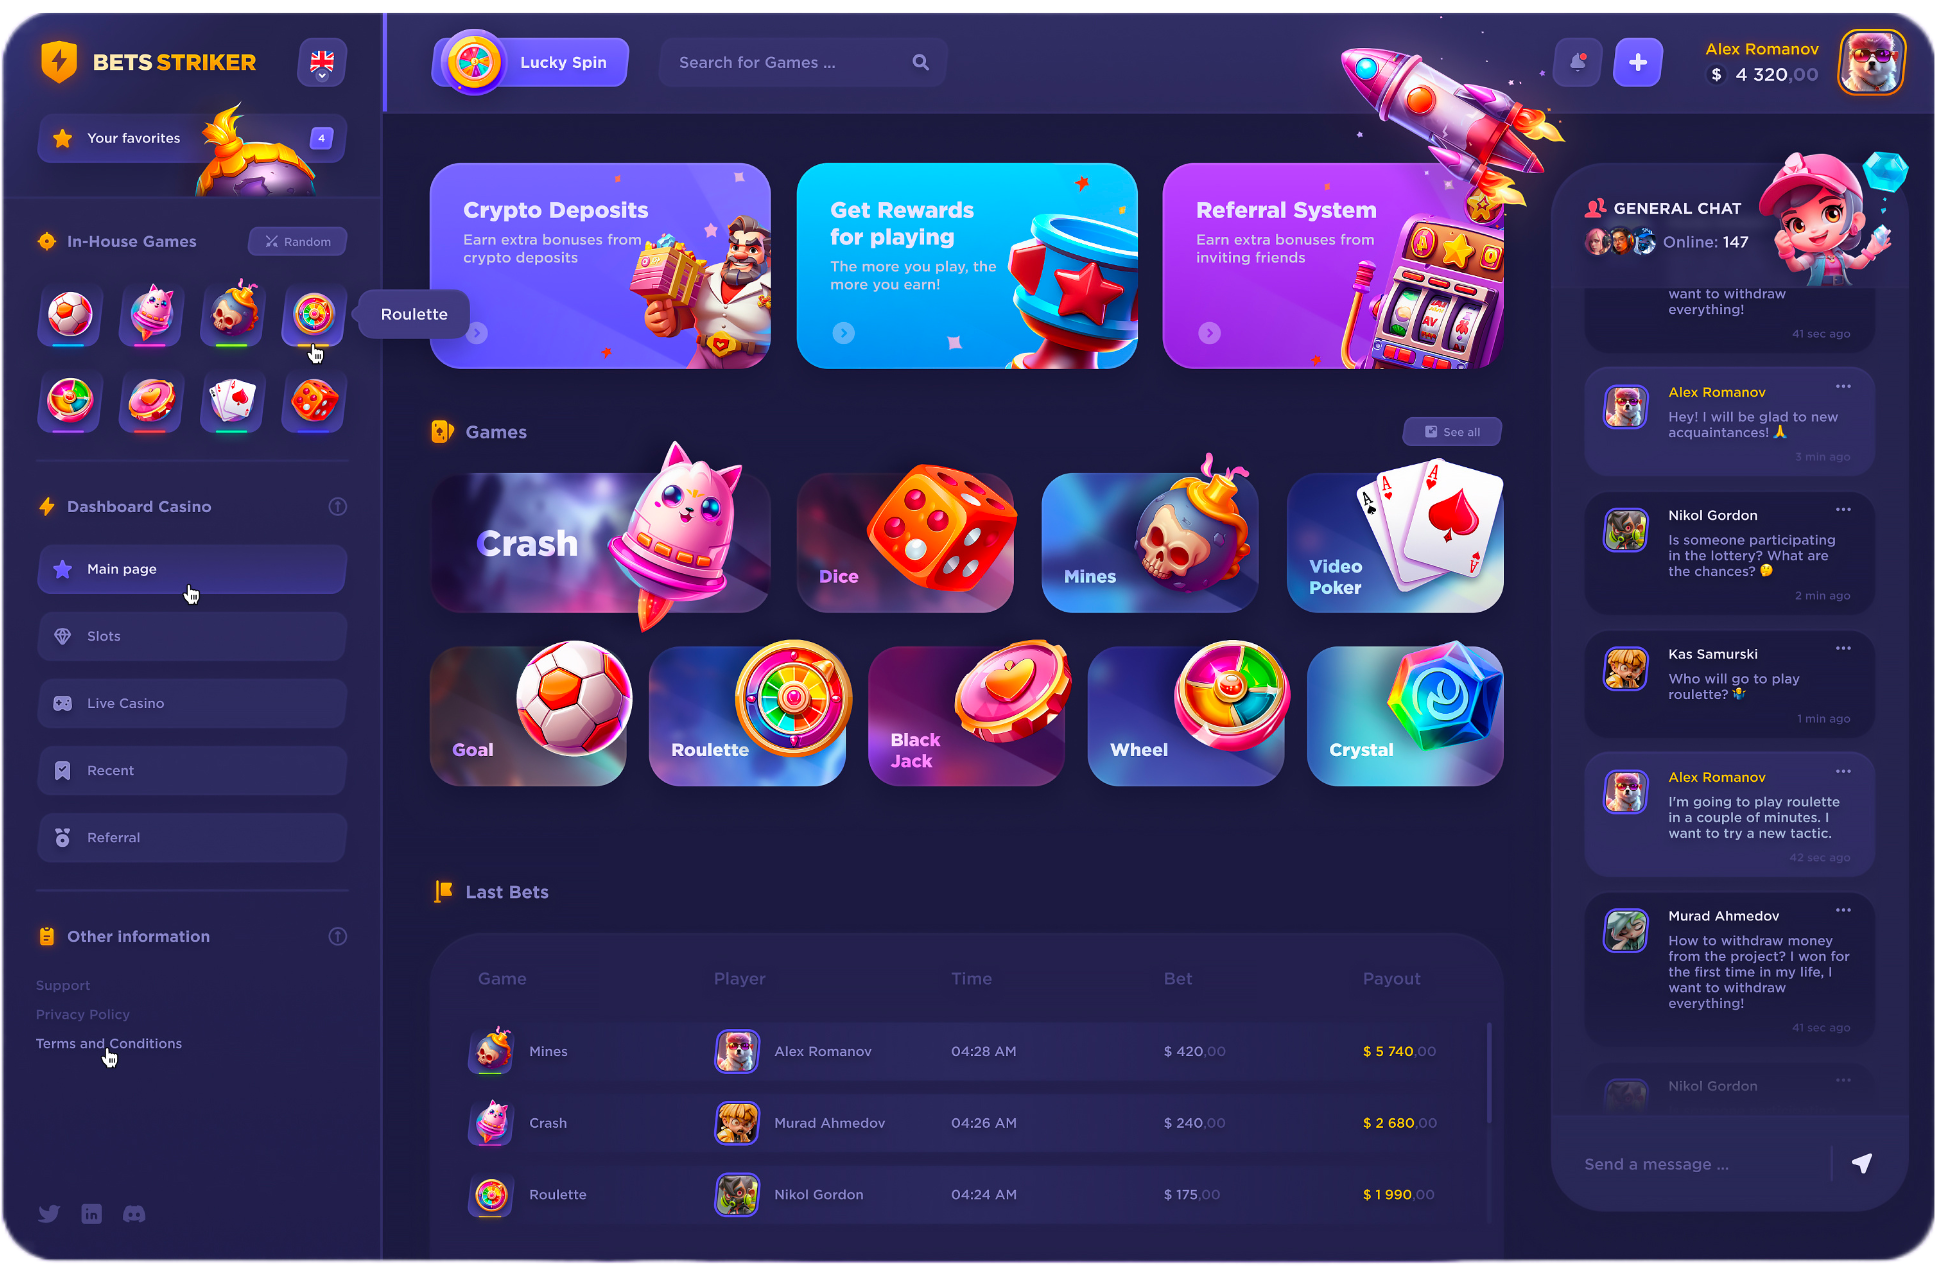 BETS STRIKER
Your favorites
4
In-House Games
Random
Roulette
Dashboard Casino
Main page
Slots
Live Casino
Recent
Referral
Other information
Support
Privacy Policy
Terms and Conditions
Lucky Spin
Search for Games ...
Alex Romanov
$ 4 320,00
Crypto Deposits
Earn extra bonuses from
crypto deposits
Get Rewards
for playing
The more you play, the
more you earn!
Referral System
Earn extra bonuses from
inviting friends
Games
See all
Crash
Dice
Mines
Video
Poker
Goal
Roulette
Black
Jack
Wheel
Crystal
Last Bets
Game Player Time Bet Payout
Mines Alex Romanov 04:28 AM $ 420,00 $ 5 740,00
Crash Murad Ahmedov 04:26 AM $ 240,00 $ 2 680,00
Roulette Nikol Gordon 04:24 AM $ 175,00 $ 1 990,00
GENERAL CHAT
Online: 147
want to withdraw
everything!
41 sec ago
Alex Romanov
Hey! I will be glad to new
acquaintances! 🙏
3 min ago
Nikol Gordon
Is someone participating
in the lottery? What are
the chances? 🤔
2 min ago
Kas Samurski
Who will go to play
roulette? 🤷
1 min ago
Alex Romanov
I'm going to play roulette
in a couple of minutes. I
want to try a new tactic.
42 sec ago
Murad Ahmedov
How to withdraw money
from the project? I won for
the first time in my life, I
want to withdraw
everything!
41 sec ago
Nikol Gordon
Send a message ...